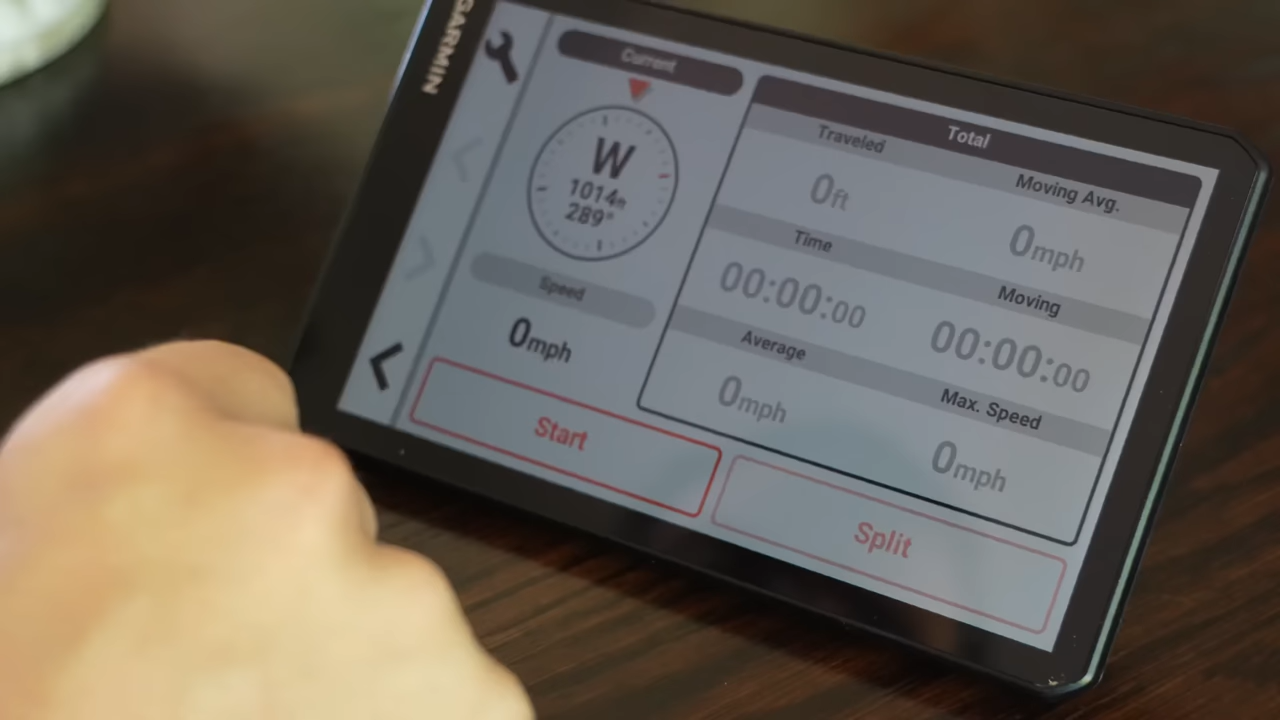 GARMIN
Current
W
1014ft
289°
Speed
0mph
Start
Total
Traveled
Moving Avg.
0ft
0mph
Time
Moving
00:00:00
00:00:00
Average
Max. Speed
0mph
0mph
Split